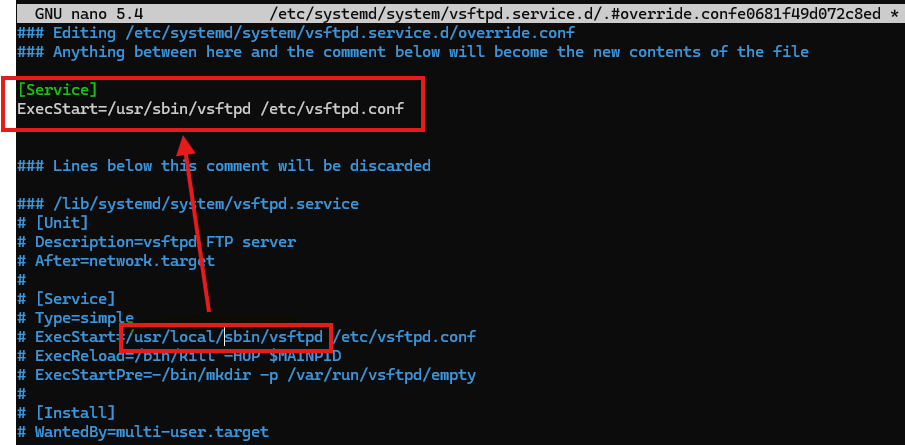 GNU nano 5.4 /etc/systemd/system/vsftpd.service.d/.#override.confe0681f49d072c8ed *
### Editing /etc/systemd/system/vsftpd.service.d/override.conf
### Anything between here and the comment below will become the new contents of the file
[Service]
ExecStart=/usr/sbin/vsftpd /etc/vsftpd.conf
### Lines below this comment will be discarded
### /lib/systemd/system/vsftpd.service
# [Unit]
# Description=vsftpd FTP server
# After=network.target
#
# [Service]
# Type=simple
# ExecStart=/usr/local/sbin/vsftpd /etc/vsftpd.conf
# ExecReload=/bin/kill -HUP $MAINPID
# ExecStartPre=-/bin/mkdir -p /var/run/vsftpd/empty
#
# [Install]
# WantedBy=multi-user.target